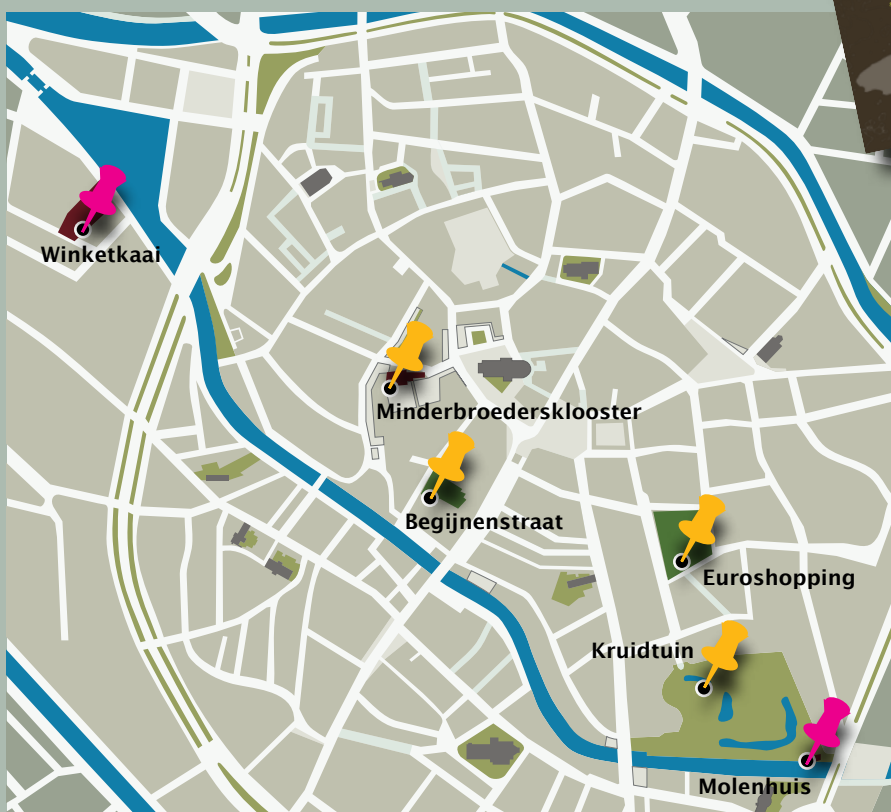 Winketkaai
Minderbroedersklooster
Begijnenstraat
Euroshopping
Kruidtuin
Molenhuis